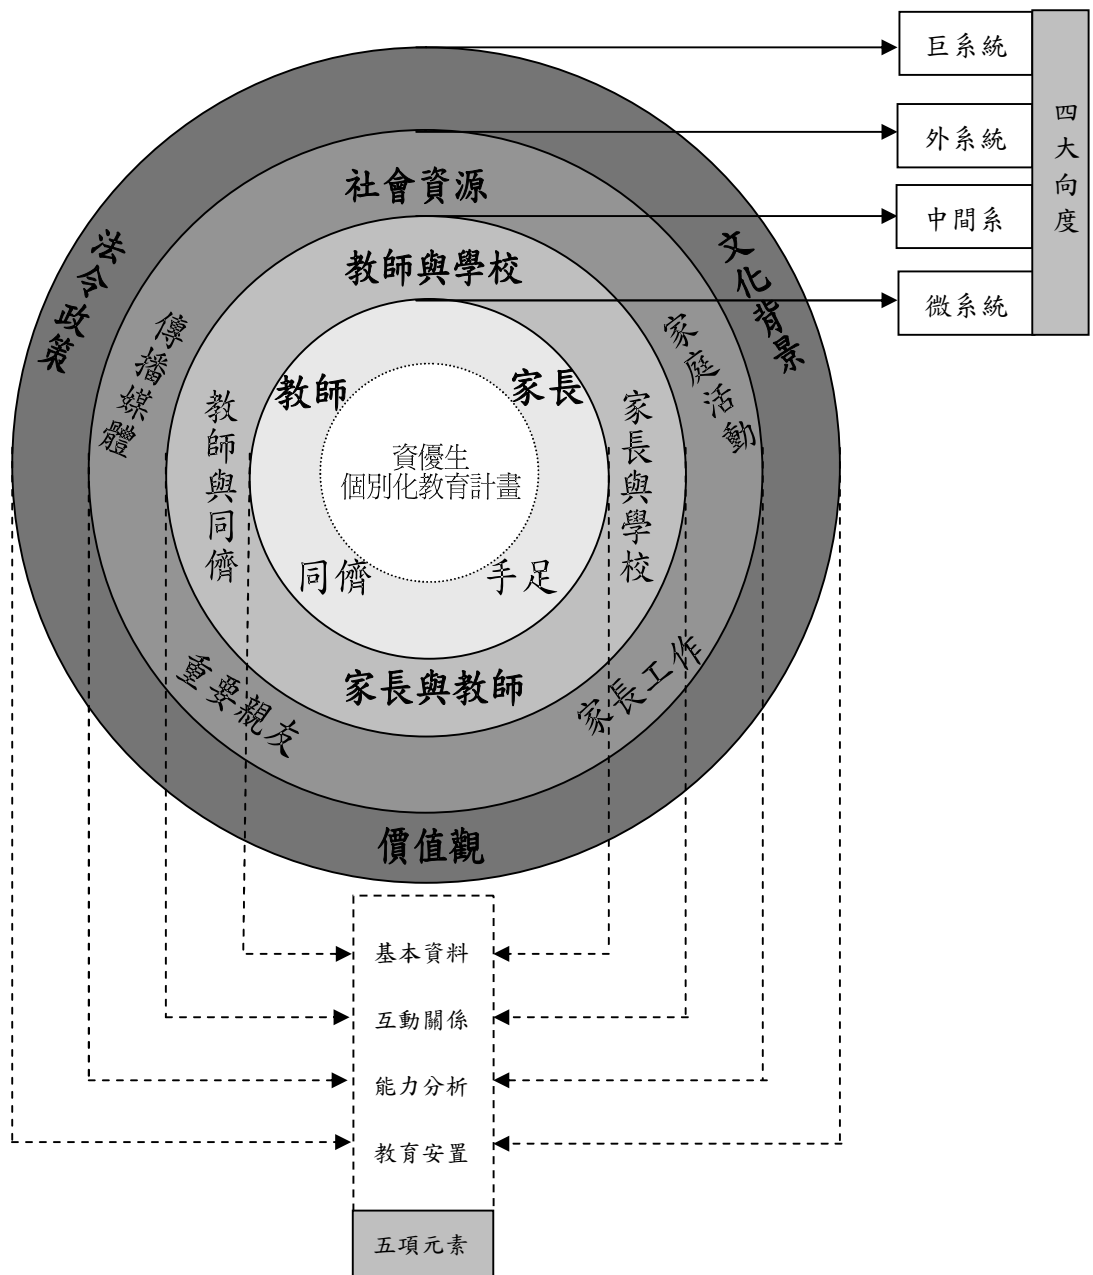 巨系統
外系統
中間系
微系統
四大向度
社會資源
教師與學校
法令政策
文化背景
傳播媒體
家庭活動
教師
家長
教師與同儕
家長與學校
資優生
個別化教育計畫
同儕
手足
家長與教師
重要親友
家長工作
價值觀
基本資料
互動關係
能力分析
教育安置
五項元素